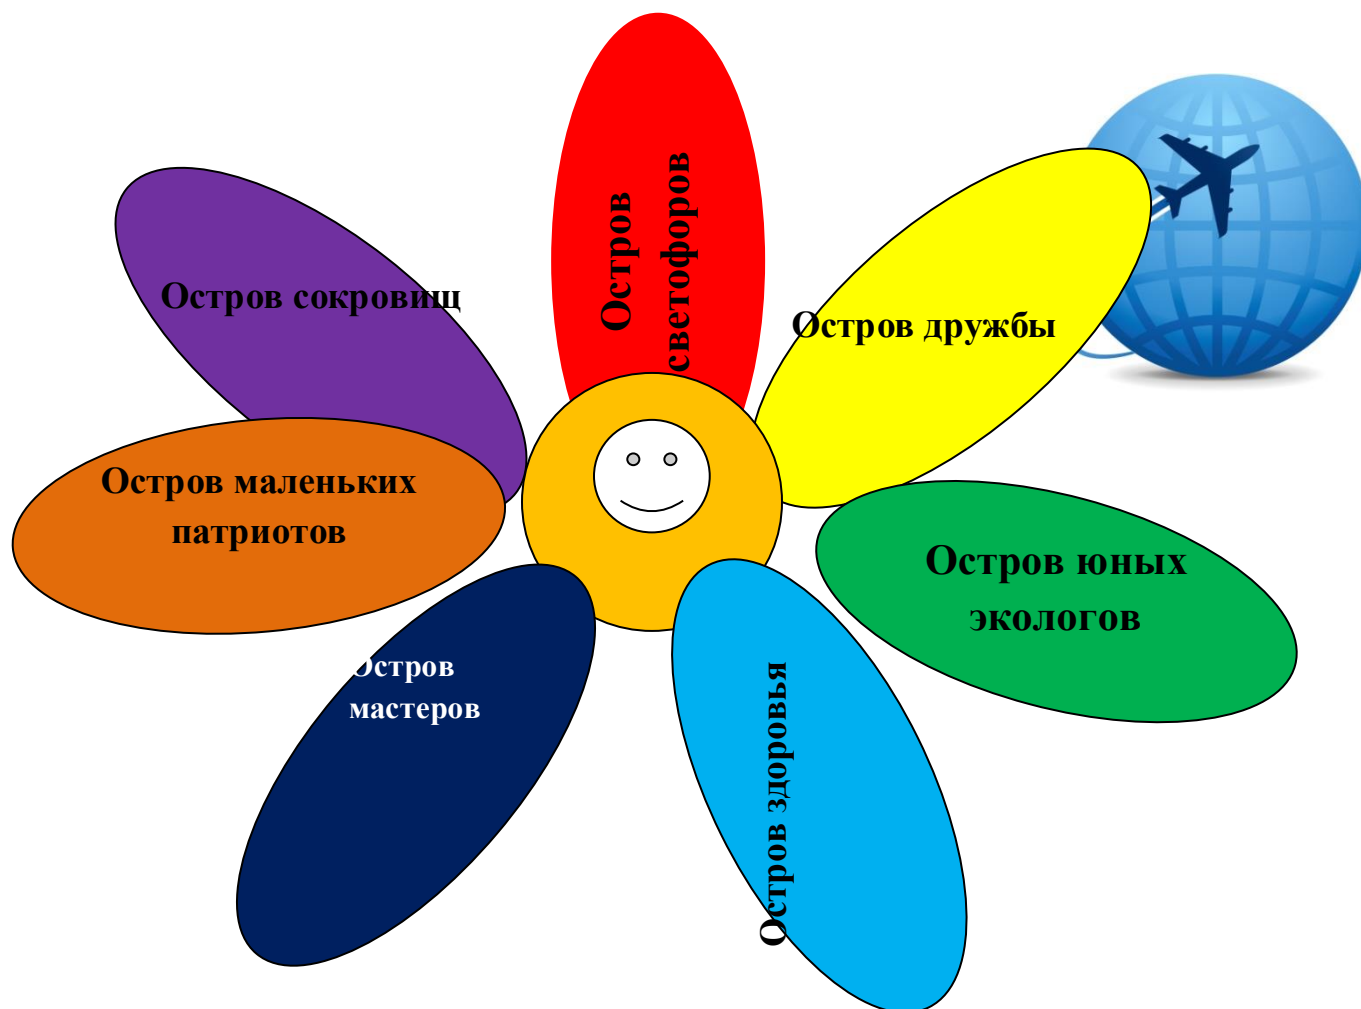 Остров
светофоров
Остров сокровищ
Остров дружбы
Остров маленьких
патриотов
Остров юных
экологов
Остров
мастеров
Остров здоровья